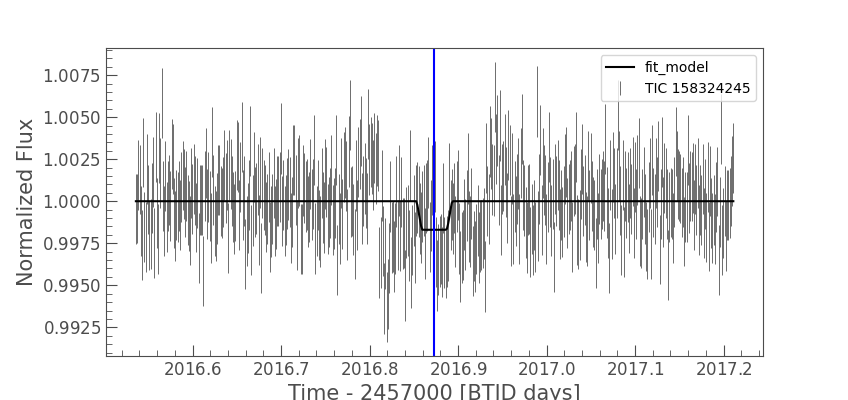 1.0075
1.0050
1.0025
1.0000
0.9975
0.9950
0.9925
Normalized Flux
fit_model
TIC 158324245
2016.6 2016.7 2016.8 2016.9 2017.0 2017.1 2017.2
Time - 2457000 [BTJD days]